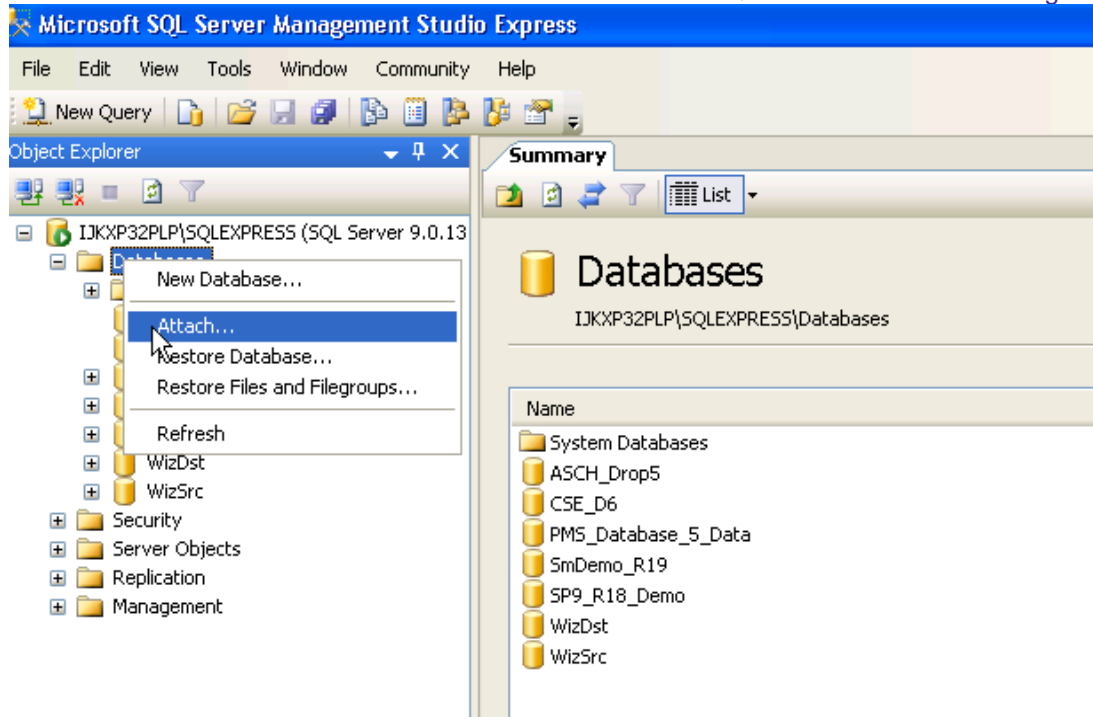 Microsoft SQL Server Management Studio Express
File Edit View Tools Window Community Help
New Query
Object Explorer
Summary
List
IJKXP32PLP\SQLEXPRESS (SQL Server 9.0.13
New Database...
Attach...
Restore Database...
Restore Files and Filegroups...
Refresh
WizDst
WizSrc
Security
Server Objects
Replication
Management
Databases
IJKXP32PLP\SQLEXPRESS\Databases
Name
System Databases
ASCH_Drop5
CSE_D6
PMS_Database_5_Data
SmDemo_R19
SP9_R18_Demo
WizDst
WizSrc